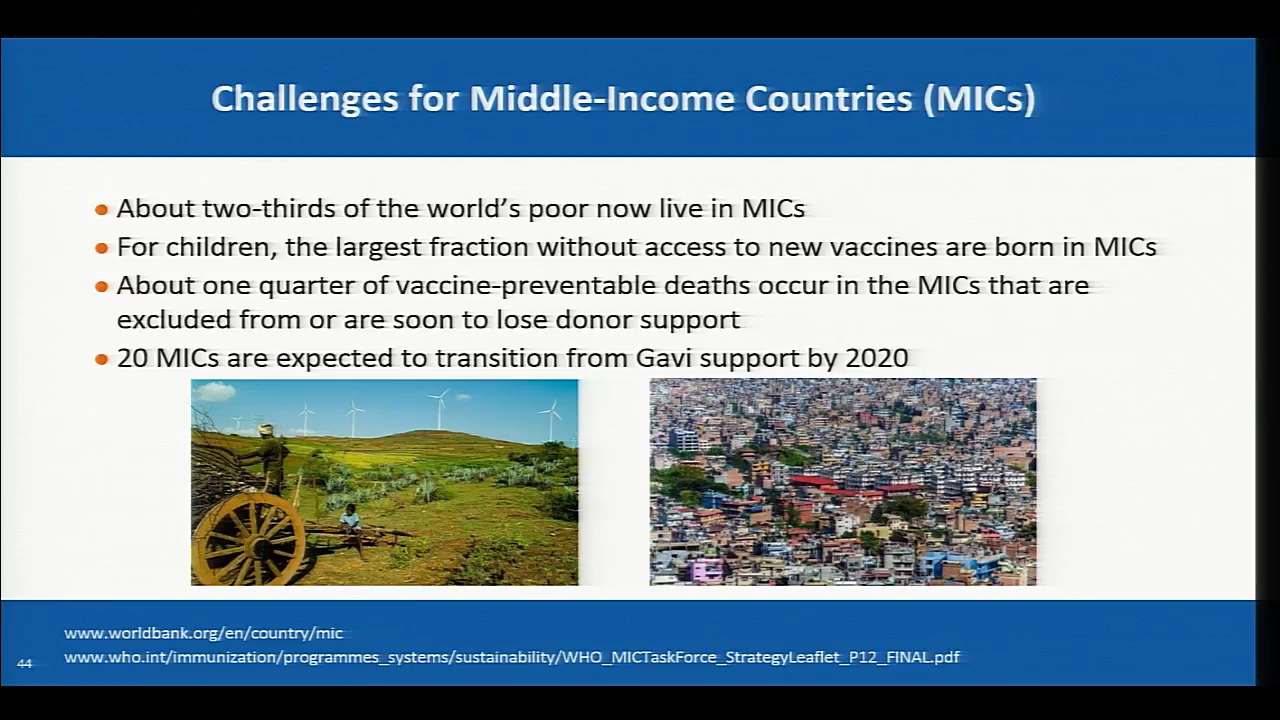 Challenges for Middle-Income Countries (MICs)
• About two-thirds of the world's poor now live in MICs
• For children, the largest fraction without access to new vaccines are born in MICs
• About one quarter of vaccine-preventable deaths occur in the MICs that are
excluded from or are soon to lose donor support
• 20 MICs are expected to transition from Gavi support by 2020
www.worldbank.org/en/country/mic
44
www.who.int/immunization/programmes_systems/sustainability/WHO_MICTaskForce_StrategyLeaflet_P12_FINAL.pdf